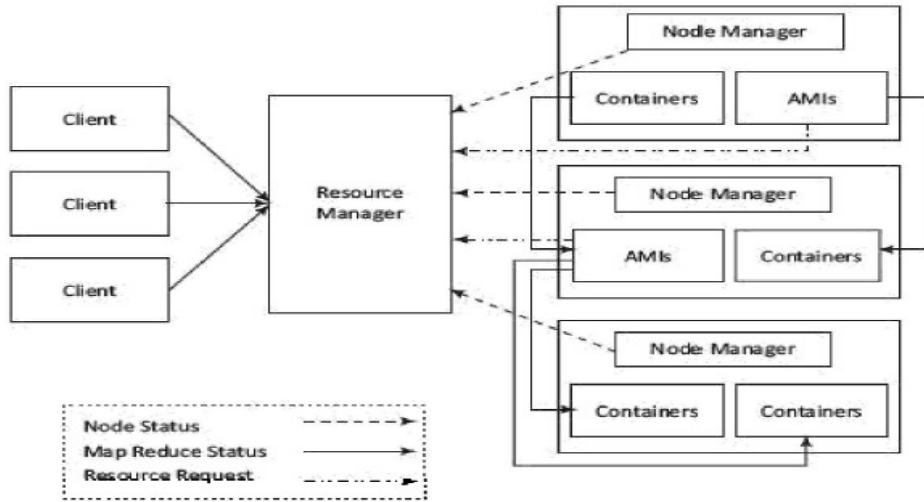 Client
Client
Client
Resource
Manager
Node Manager
Containers
AMIs
Node Manager
AMIs
Containers
Node Manager
Containers
Containers
Node Status
Map Reduce Status
Resource Request